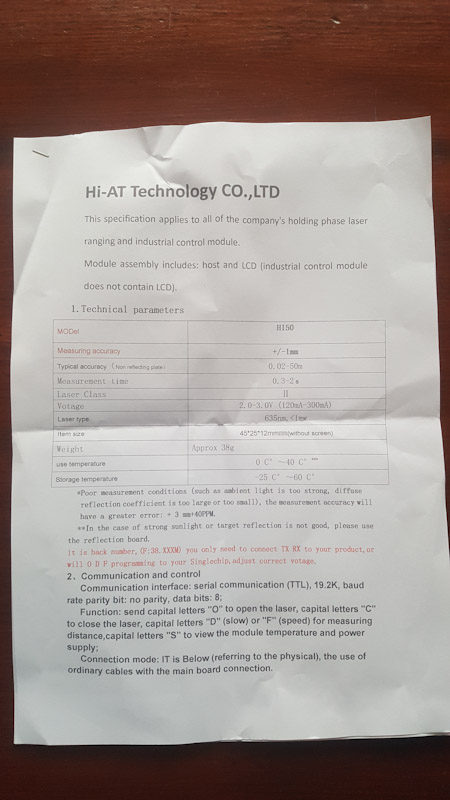 Hi-AT Technology CO.,LTD
This specification applies to all of the company's holding phase laser
ranging and industrial control module.
Module assembly includes: host and LCD (industrial control module
does not contain LCD).
1.Technical parameters
MODel HI50
Measuring accuracy +/-1mm
Typical accuracy ( Non reflecting plate) 0.02-50m
Measurement time 0.3-2s
Laser Class II
Votage 2.0-3.0V (120mA-300mA)
Laser type 635nm, <1mw
Item size 45*25*12mm(without screen)
Weight Approx 38g
use temperature 0 C° ~40 C° ***
Storage temperature -25 C° ~60 C°
*Poor measurement conditions (such as ambient light is too strong, diffuse
reflection coefficient is too large or too small), the measurement accuracy will
have a greater error: + 3 mm+40PPM.
**In the case of strong sunlight or target reflection is not good, please use
the reflection board.
it is back number, (F:38.XXXM) you only need to connect TX RX to your product, or
will O D F programming to your Singlechip, adjust correct votage.
2、Communication and control
Communication interface: serial communication (TTL), 19.2K, baud
rate parity bit: no parity, data bits: 8;
Function: send capital letters "O" to open the laser, capital letters "C"
to close the laser, capital letters "D" (slow) or "F" (speed) for measuring
distance,capital letters "S" to view the module temperature and power
supply;
Connection mode: IT is Below (referring to the physical), the use of
ordinary cables with the main board connection.